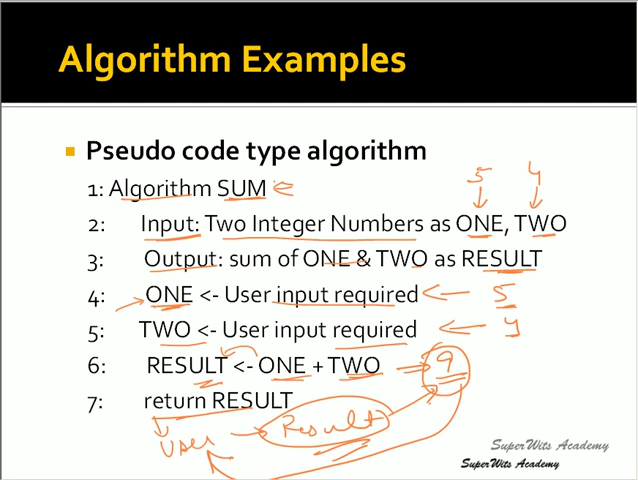 Algorithm Examples
Pseudo code type algorithm
5 4
1: Algorithm SUM
2: Input: Two Integer Numbers as ONE, TWO
3: Output: sum of ONE & TWO as RESULT
4: ONE <- User input required 5
5: TWO <- User input required 4
6: RESULT <- ONE + TWO 9
7: return RESULT
User Result
SuperWits Academy
SuperWits Academy